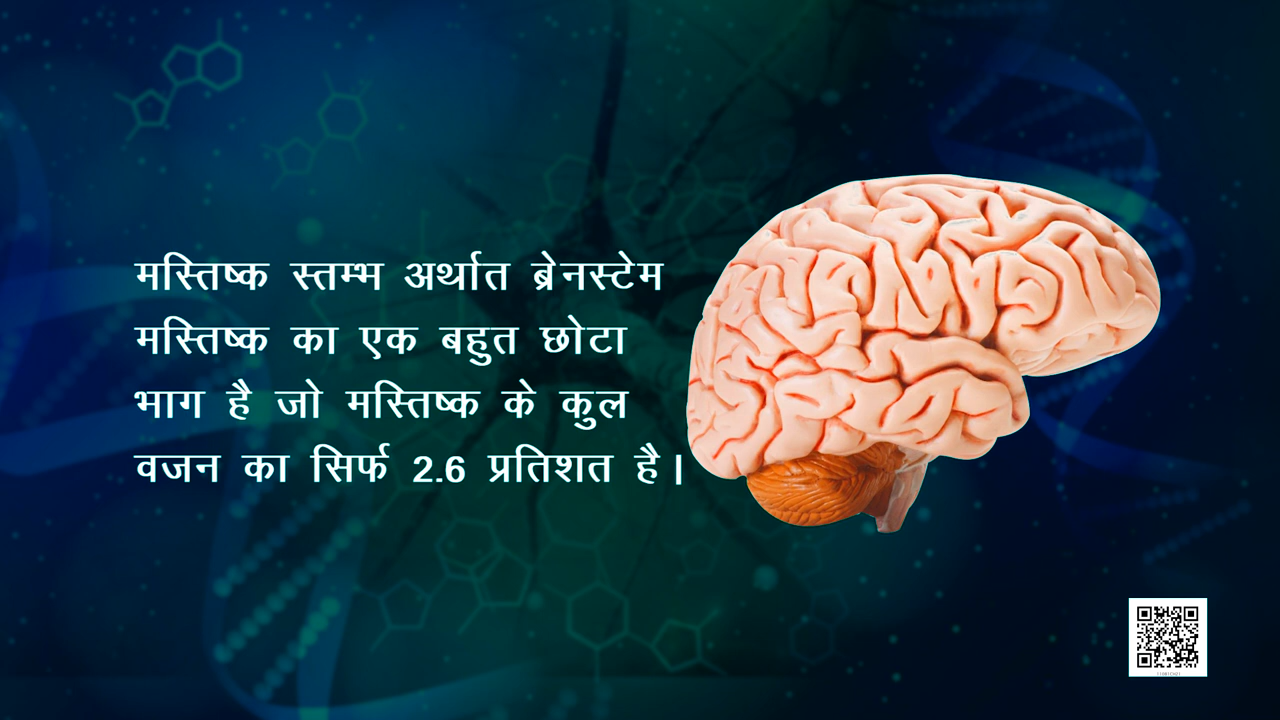 मस्तिष्क स्तम्भ अर्थात ब्रेनस्टेम
मस्तिष्क का एक बहुत छोटा
भाग है जो मस्तिष्क के कुल
वजन का सिर्फ 2.6 प्रतिशत है |